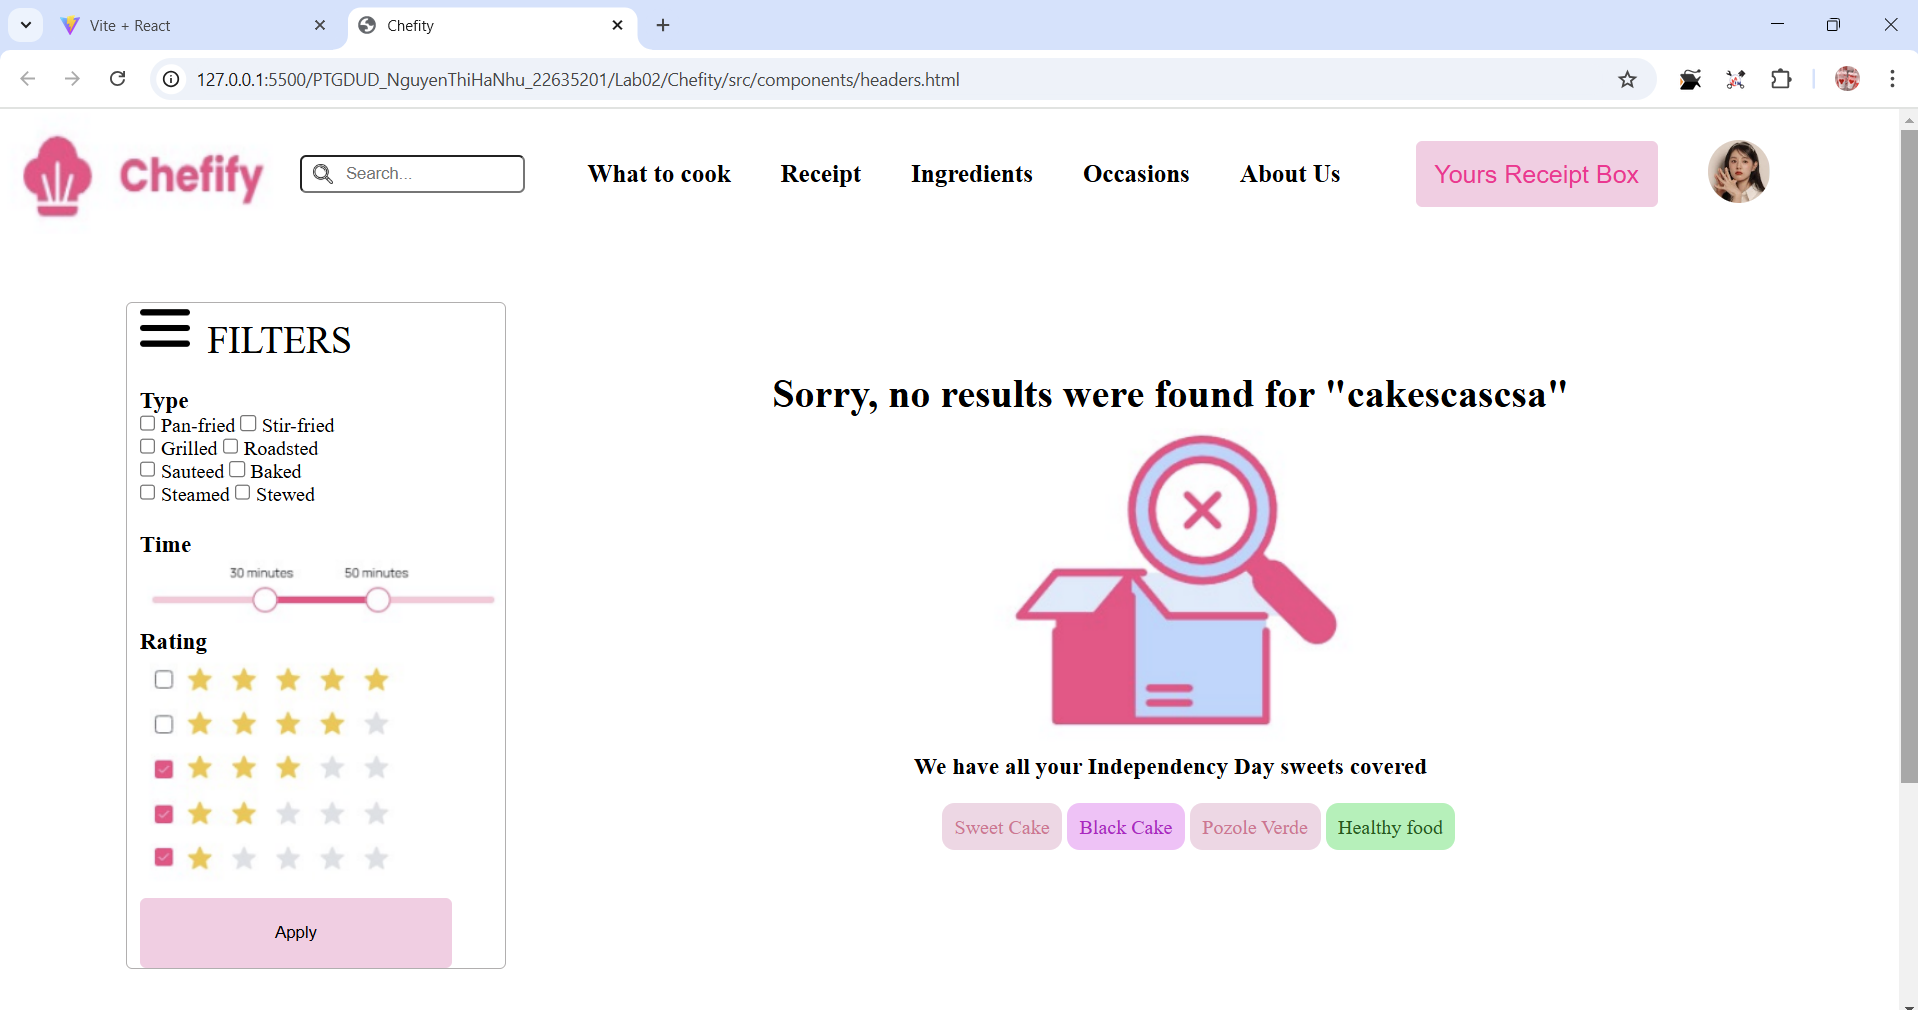 Vite + React
Chefity
127.0.0.1:5500/PTGDUD_NguyenThiHaNhu_22635201/Lab02/Chefity/src/components/headers.html
Chefify
Search...
What to cook
Receipt
Ingredients
Occasions
About Us
Yours Receipt Box
FILTERS
Type
Pan-fried Stir-fried
Grilled Roadsted
Sauteed Baked
Steamed Stewed
Time
30 minutes 50 minutes
Rating
Apply
Sorry, no results were found for "cakescascsa"
We have all your Independency Day sweets covered
Sweet Cake
Black Cake
Pozole Verde
Healthy food